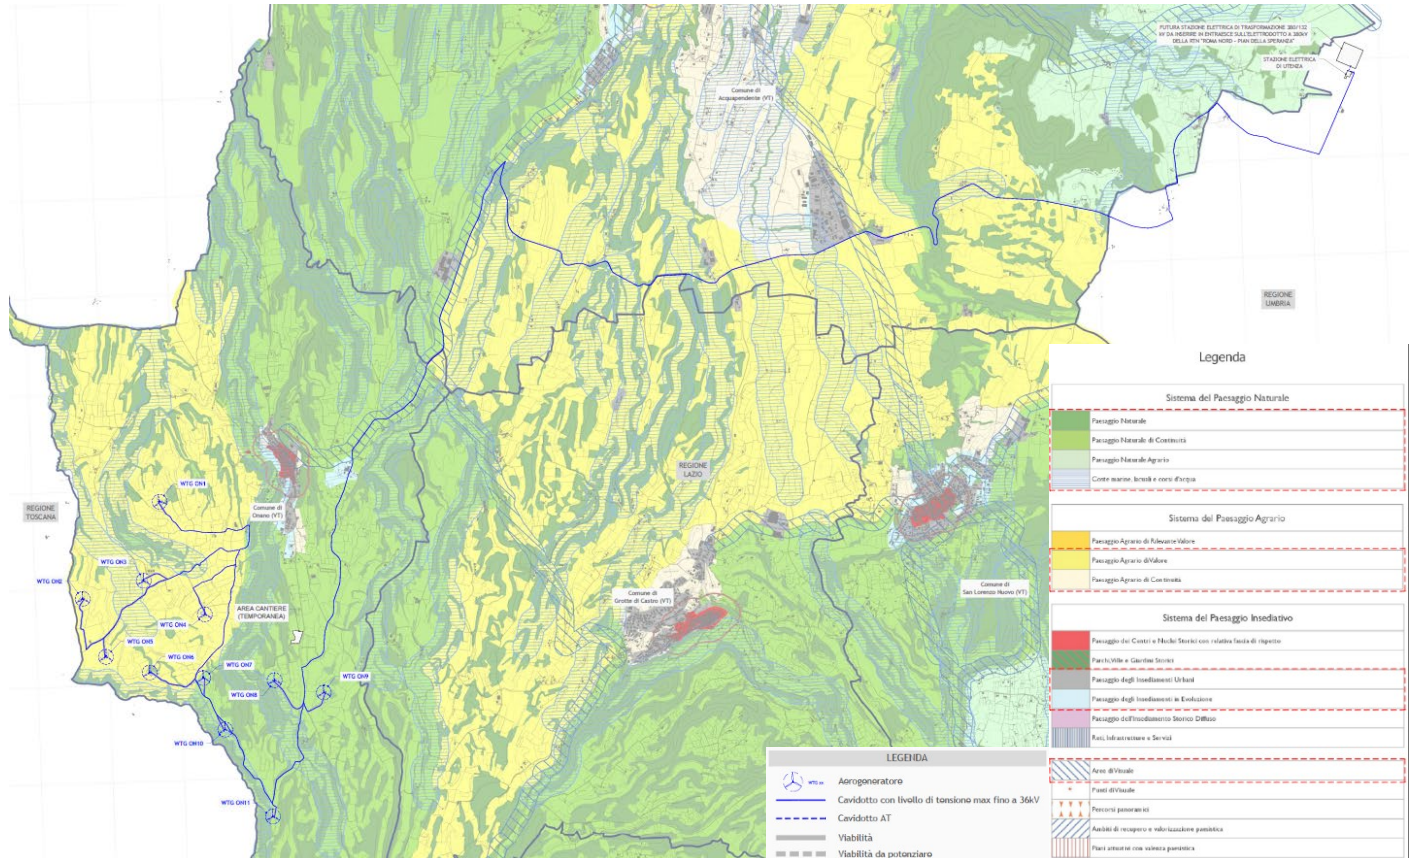 FUTURA STAZIONE ELETTRICA DI TRASFORMAZIONE 380/132
kV DA INSERIRE IN ENTRAESCE SULL'ELETTRODOTTO A 380kV
DELLA RTN "ROMA NORD - PIAN DELLA SPERANZA"
STAZIONE ELETTRICA
DI UTENZA
Comune di
Acquapendente (VT)
REGIONE
UMBRIA
REGIONE
LAZIO
REGIONE
TOSCANA
WTG ON1
Comune di
Onano (VT)
WTG ON3
WTG ON2
WTG ON4
WTG ON5
WTG ON6
WTG ON7
WTG ON8
WTG ON9
WTG ON10
WTG ON11
AREA CANTIERE
(TEMPORANEA)
Comune di
Grotte di Castro (VT)
Comune di
San Lorenzo Nuovo (VT)
LEGENDA
WTG
Aerogeneratore
Cavidotto con livello di tensione max fino a 36kV
Cavidotto AT
Viabilità
Viabilità da potenziare
Legenda
Sistema del Paesaggio Naturale
Paesaggio Naturale
Paesaggio Naturale di Continuità
Paesaggio Naturale Agrario
Coste marine, lacuali e corsi d'acqua
Sistema del Paesaggio Agrario
Paesaggio Agrario di Rilevante Valore
Paesaggio Agrario di Valore
Paesaggio Agrario di Continuità
Sistema del Paesaggio Insediativo
Paesaggio dei Centri e Nuclei Storici con relativa fascia di rispetto
Parchi, Ville e Giardini Storici
Paesaggio degli Insediamenti Urbani
Paesaggio degli Insediamenti in Evoluzione
Paesaggio dell'Insediamento Storico Diffuso
Reti, Infrastrutture e Servizi
Aree di Visuale
Punti di Visuale
Percorsi panoramici
Ambiti di recupero e valorizzazione paesistica
Piani attuativi con valenza paesistica